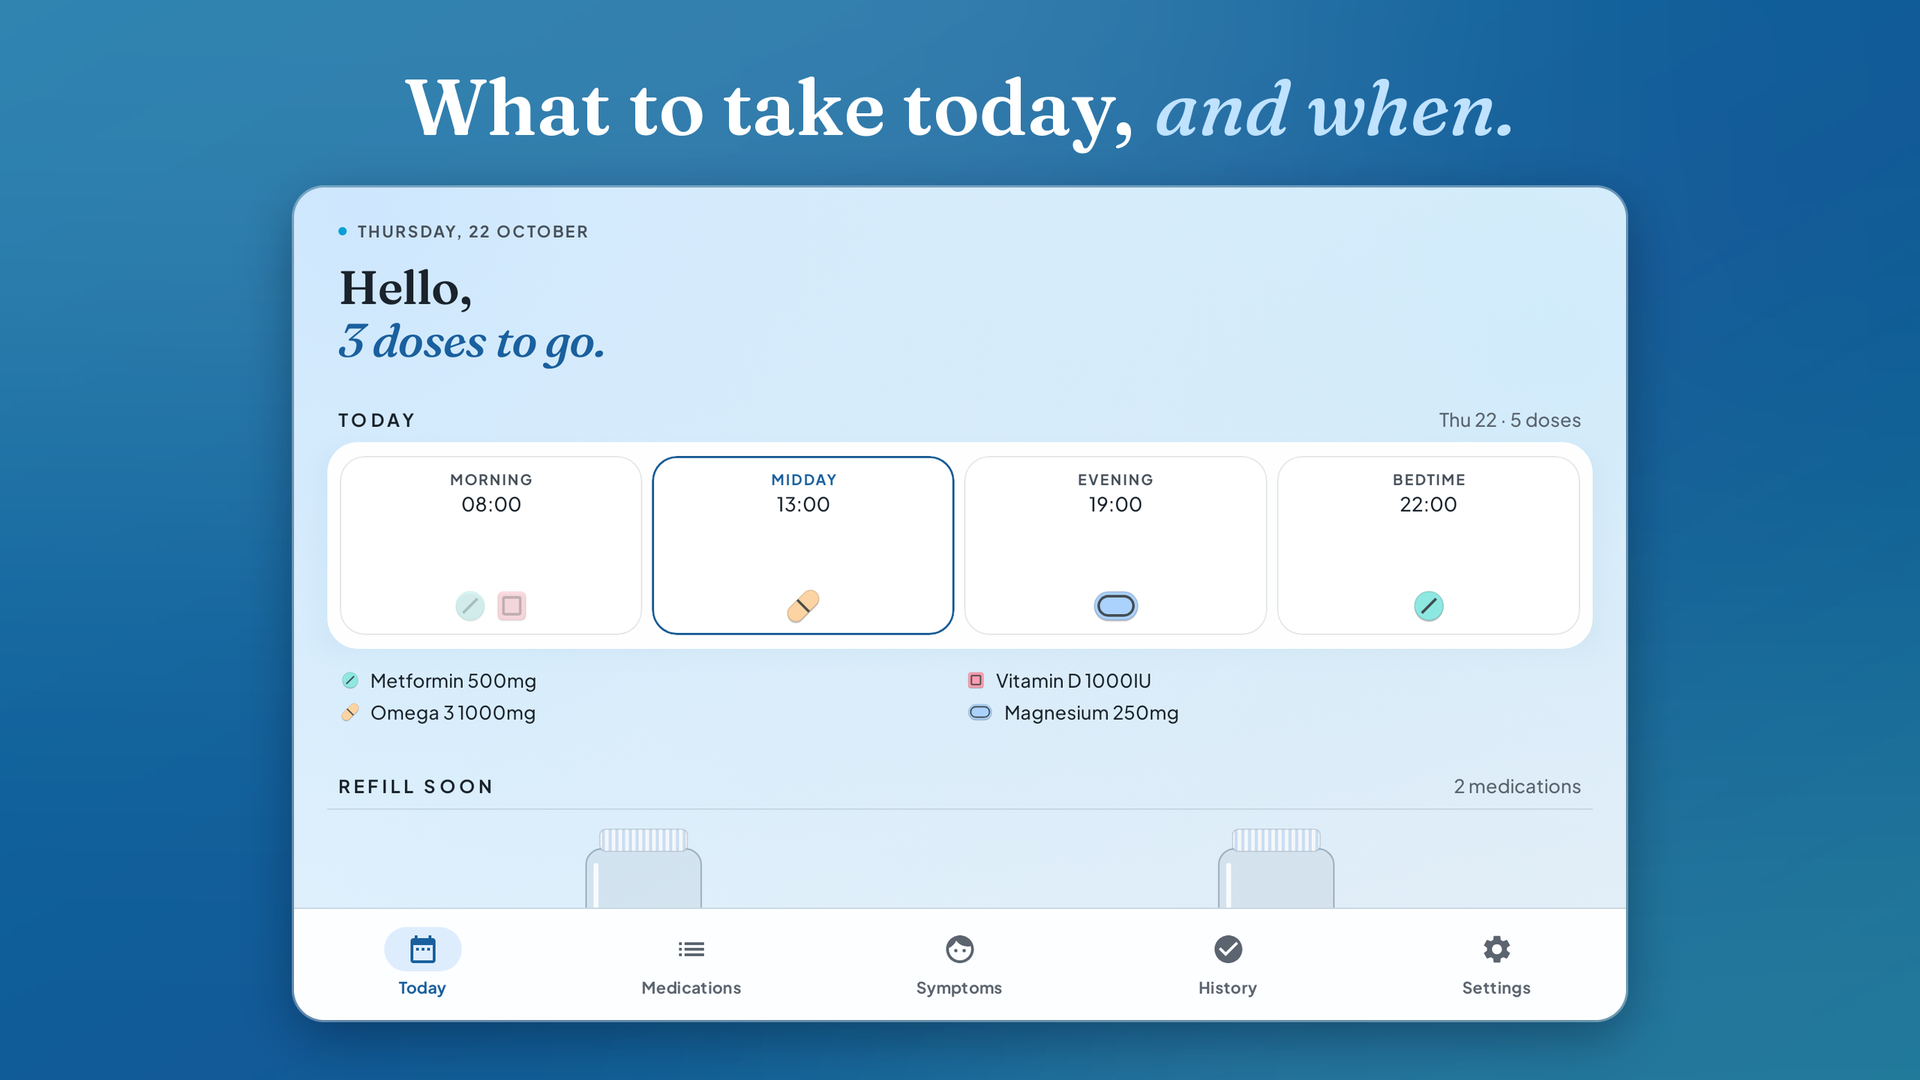 What to take today, and when.
THURSDAY, 22 OCTOBER
Hello,
3 doses to go.
TODAY
Thu 22 · 5 doses
MORNING
08:00
MIDDAY
13:00
EVENING
19:00
BEDTIME
22:00
Metformin 500mg
Vitamin D 1000IU
Omega 3 1000mg
Magnesium 250mg
REFILL SOON
2 medications
Today
Medications
Symptoms
History
Settings